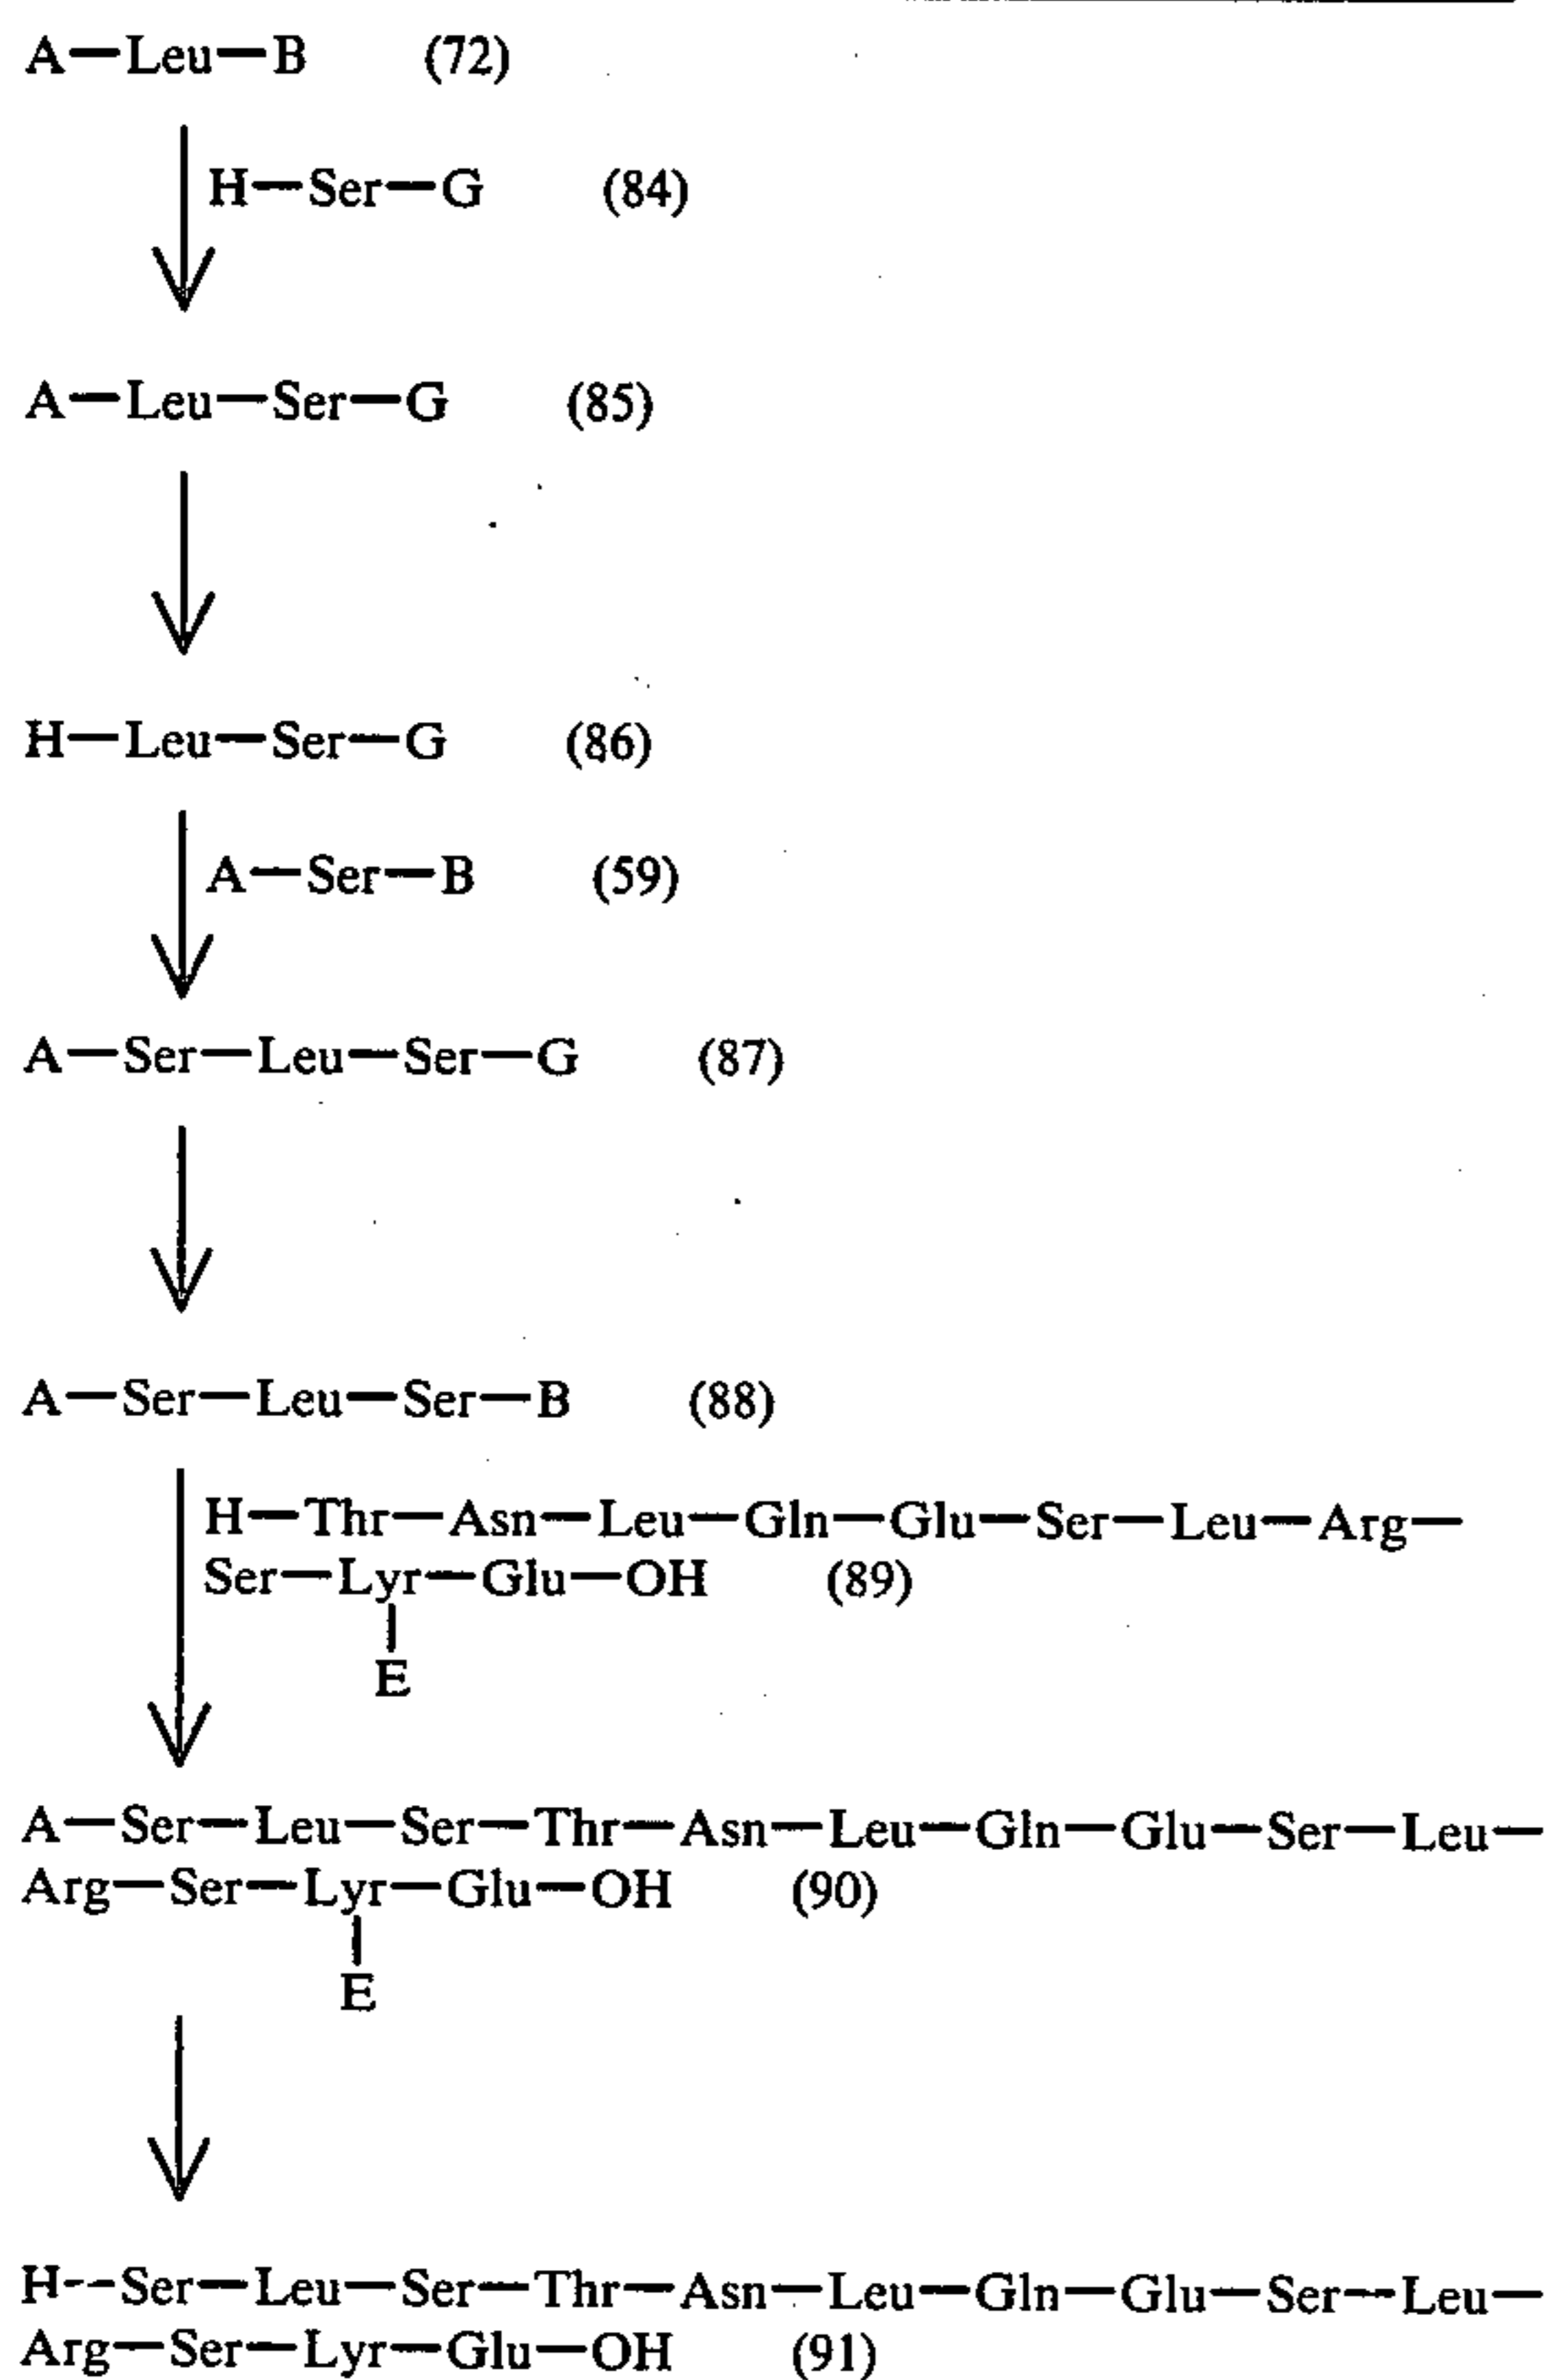 A—Leu—B (72)
H—Ser—G (84)
A—Leu—Ser—G (85)
H—Leu—Ser—G (86)
A—Ser—B (59)
A—Ser—Leu—Ser—G (87)
A—Ser—Leu—Ser—B (88)
H—Thr—Asn—Leu—Gln—Glu—Ser—Leu—Arg—
Ser—Lyr—Glu—OH (89)
E
A—Ser—Leu—Ser—Thr—Asn—Leu—Gln—Glu—Ser—Leu—
Arg—Ser—Lyr—Glu—OH (90)
E
H--Ser—Leu—Ser—Thr—Asn—Leu—Gln—Glu—Ser—Leu—
Arg—Ser—Lyr—Glu—OH (91)